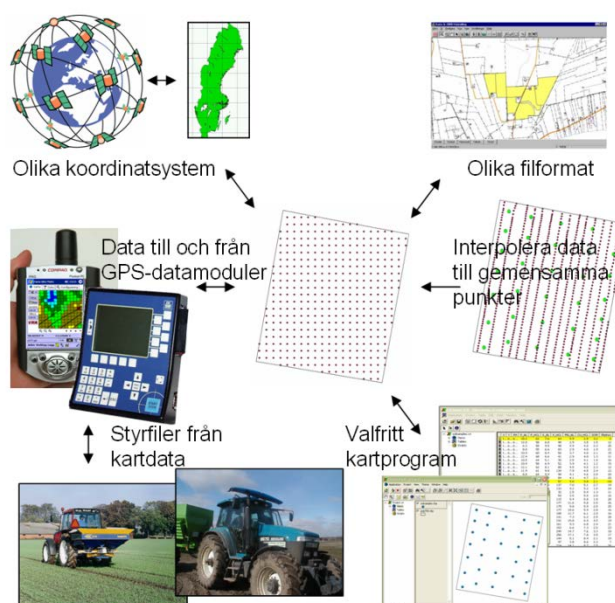 Olika koordinatsystem
Olika filformat
Data till och från
GPS-datamoduler
Interpolera data
till gemensamma
punkter
Styrfiler från
kartdata
Valfritt
kartprogram